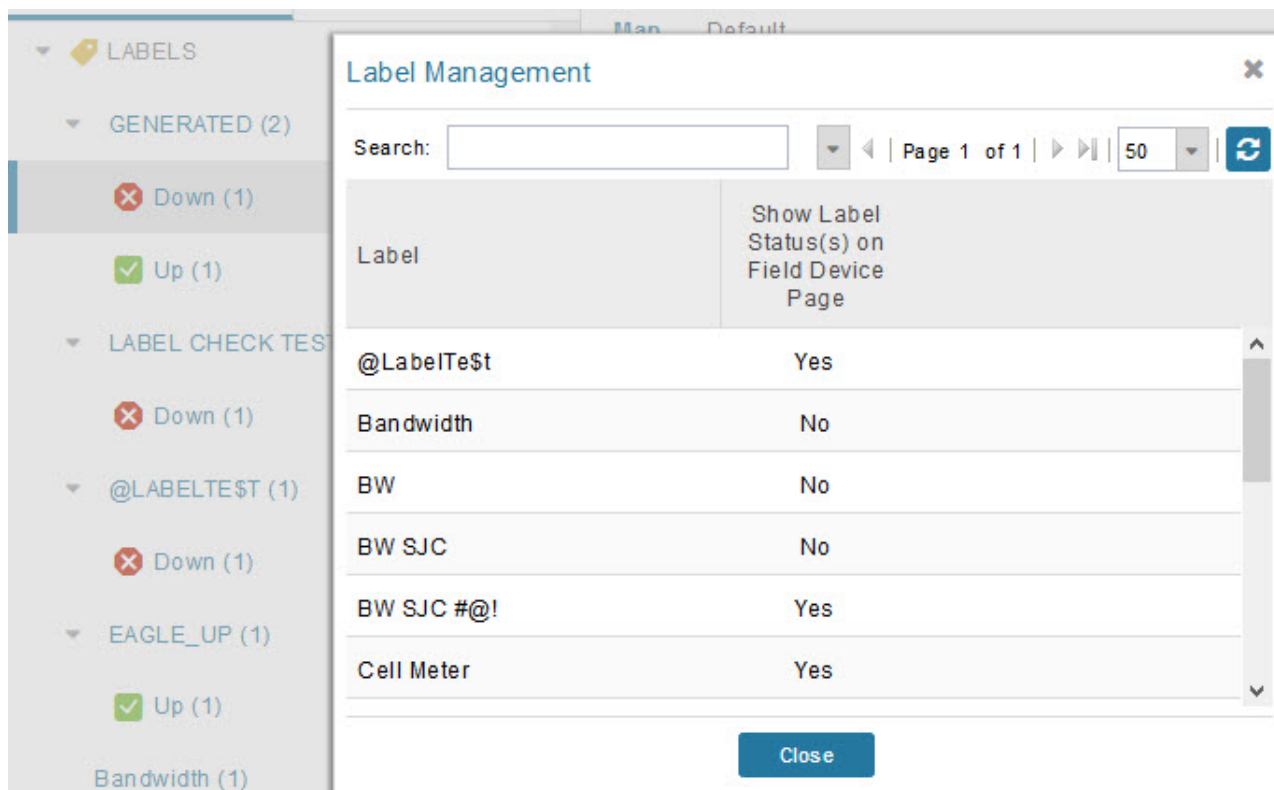 Map Default
LABELS
GENERATED (2)
Down (1)
Up (1)
LABEL CHECK TEST
Down (1)
@LABELTE$T (1)
Down (1)
EAGLE_UP (1)
Up (1)
Bandwidth (1)
Label Management
Search:
Page 1 of 1
50
Label
Show Label
Status(s) on
Field Device
Page
@LabelTe$t Yes
Bandwidth No
BW No
BW SJC No
BW SJC #@! Yes
Cell Meter Yes
Close